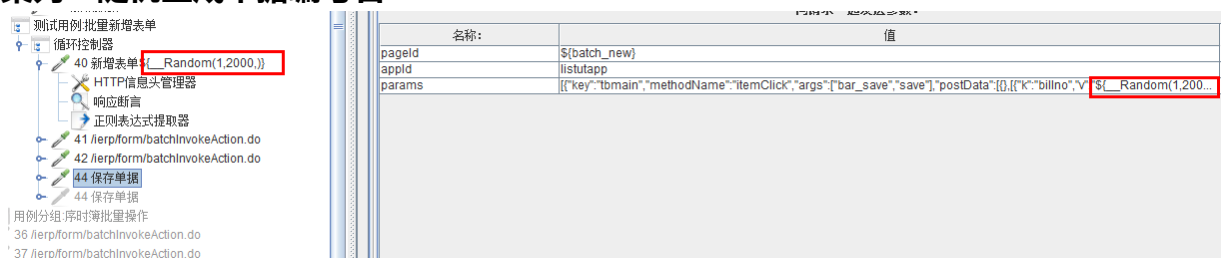 测试用例:批量新增表单
循环控制器
40 新增表单${__Random(1,2000,)}
HTTP信息头管理器
响应断言
正则表达式提取器
41 /ierp/form/batchInvokeAction.do
42 /ierp/form/batchInvokeAction.do
44 保存单据
44 保存单据
用例分组:序时簿批量操作
36 /ierp/form/batchInvokeAction.do
37 /ierp/form/batchInvokeAction.do
名称: 值
pageId ${batch_new}
appId listutapp
params [{"key":"tbmain","methodName":"itemClick","args":["bar_save","save"],"postData":[{},[{"k":"billno","v":"${__Random(1,200...